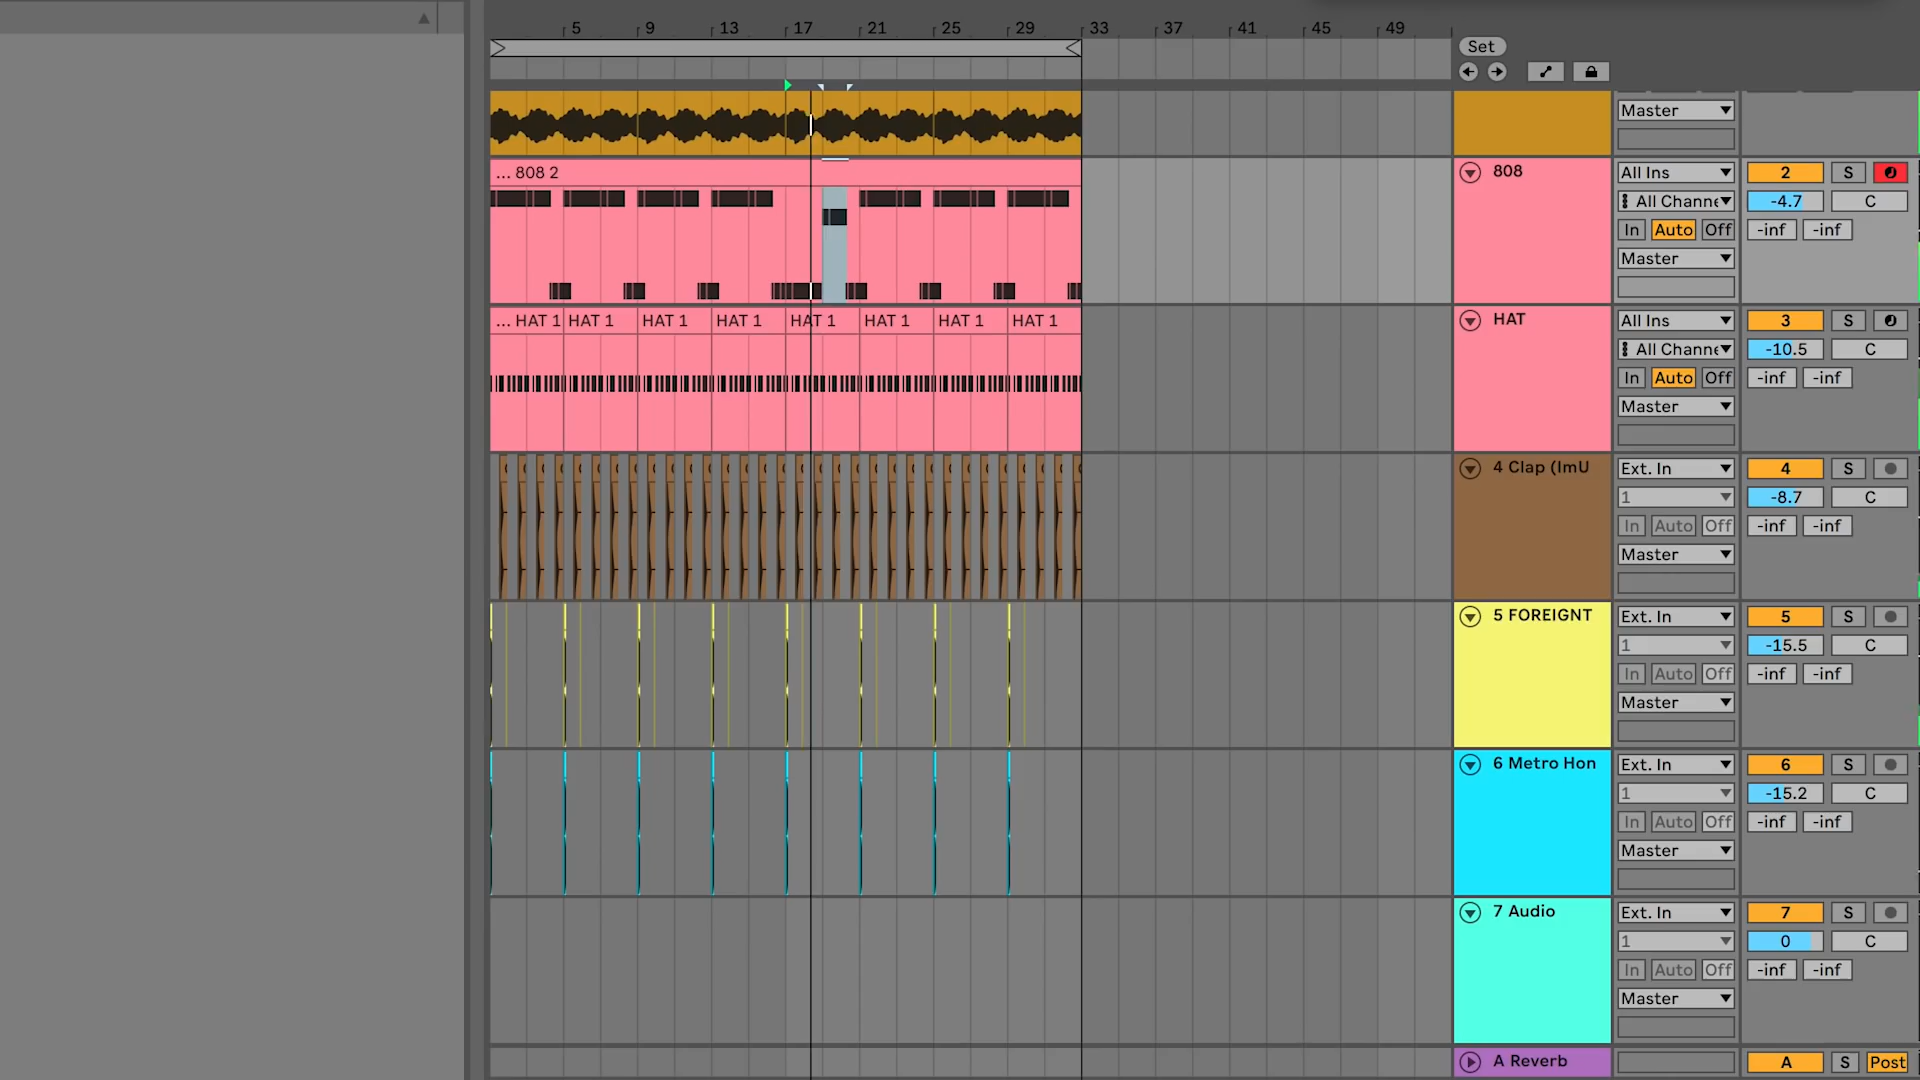 5 9 13 17 21 25 29 33 37 41 45 49
Set
Master
... 808 2
808
All Ins
2 S
All Channe
-4.7 C
In Auto Off
-inf -inf
Master
... HAT 1 HAT 1 HAT 1 HAT 1 HAT 1 HAT 1 HAT 1 HAT 1
HAT
All Ins
3 S
All Channe
-10.5 C
In Auto Off
-inf -inf
Master
4 Clap (ImU
Ext. In
4 S
1
-8.7 C
In Auto Off
-inf -inf
Master
5 FOREIGNT
Ext. In
5 S
1
-15.5 C
In Auto Off
-inf -inf
Master
6 Metro Hon
Ext. In
6 S
1
-15.2 C
In Auto Off
-inf -inf
Master
7 Audio
Ext. In
7 S
1
0 C
In Auto Off
-inf -inf
Master
A Reverb
A S Post